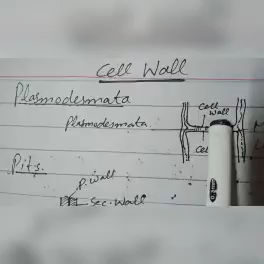 Cell Wall
Plasmodesmata
Plasmodesmata
Cell
Wall
Pits.
P. Wall
Sec. Wall